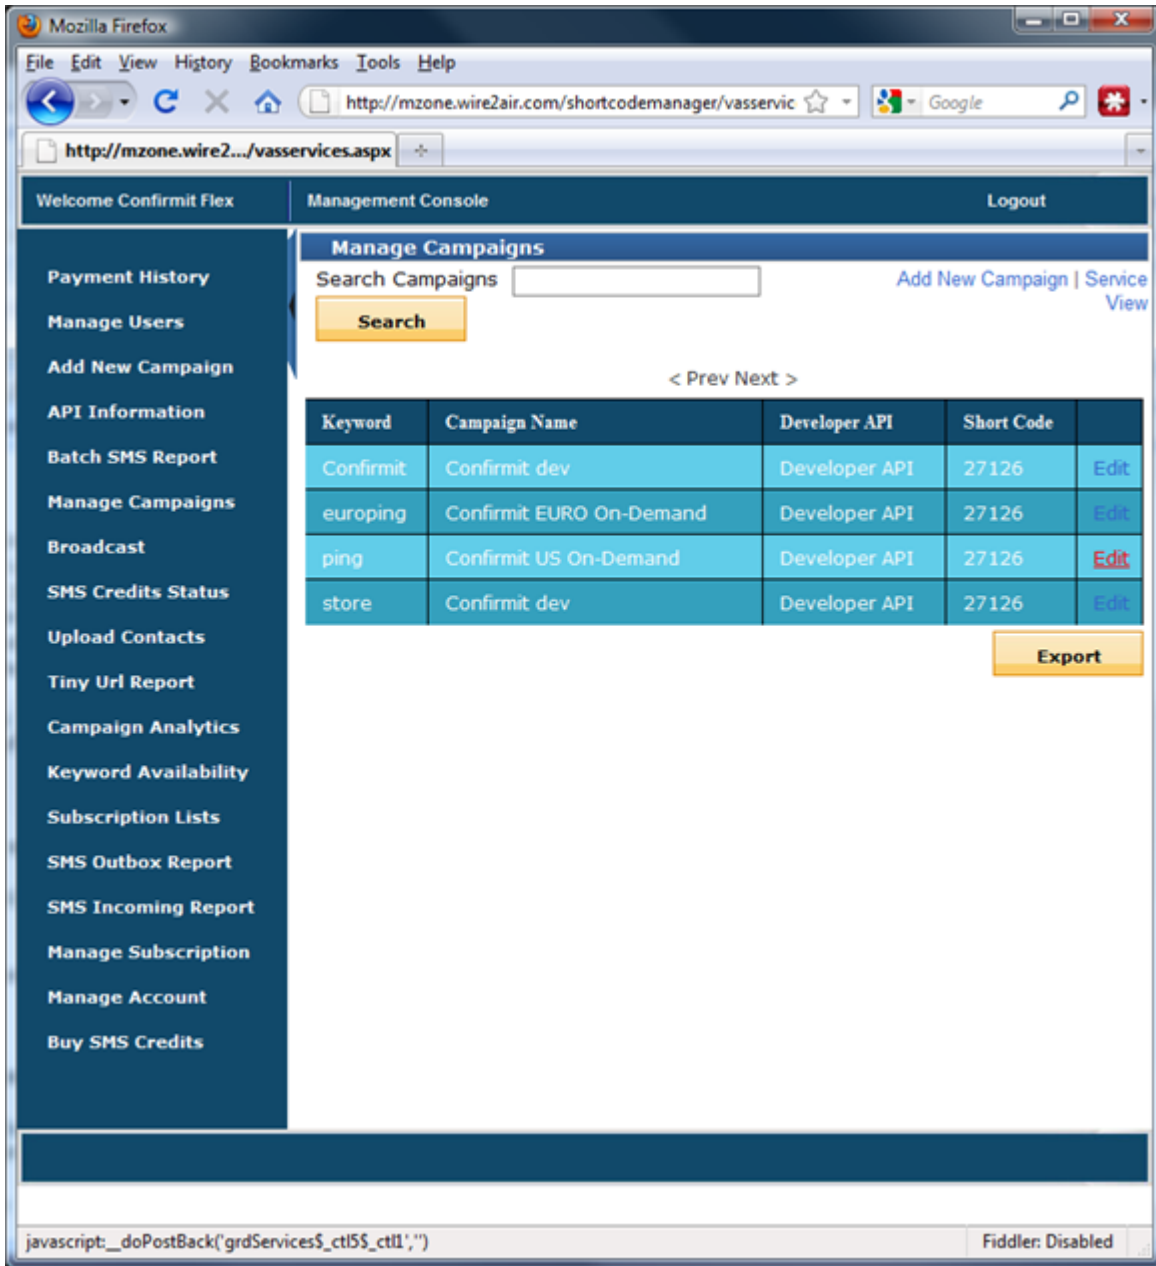 Mozilla Firefox
File Edit View History Bookmarks Tools Help
http://mzone.wire2air.com/shortcodemanager/vasservic
Google
http://mzone.wire2.../vasservices.aspx
Welcome Confirmit Flex
Management Console
Logout
Payment History
Manage Users
Add New Campaign
API Information
Batch SMS Report
Manage Campaigns
Broadcast
SMS Credits Status
Upload Contacts
Tiny Url Report
Campaign Analytics
Keyword Availability
Subscription Lists
SMS Outbox Report
SMS Incoming Report
Manage Subscription
Manage Account
Buy SMS Credits
Manage Campaigns
Search Campaigns
Add New Campaign | Service
View
Search
< Prev Next >
Keyword Campaign Name Developer API Short Code
Confirmit Confirmit dev Developer API 27126 Edit
europing Confirmit EURO On-Demand Developer API 27126 Edit
ping Confirmit US On-Demand Developer API 27126 Edit
store Confirmit dev Developer API 27126 Edit
Export
javascript:__doPostBack('grdServices$_ctl5$_ctl1','')
Fiddler: Disabled